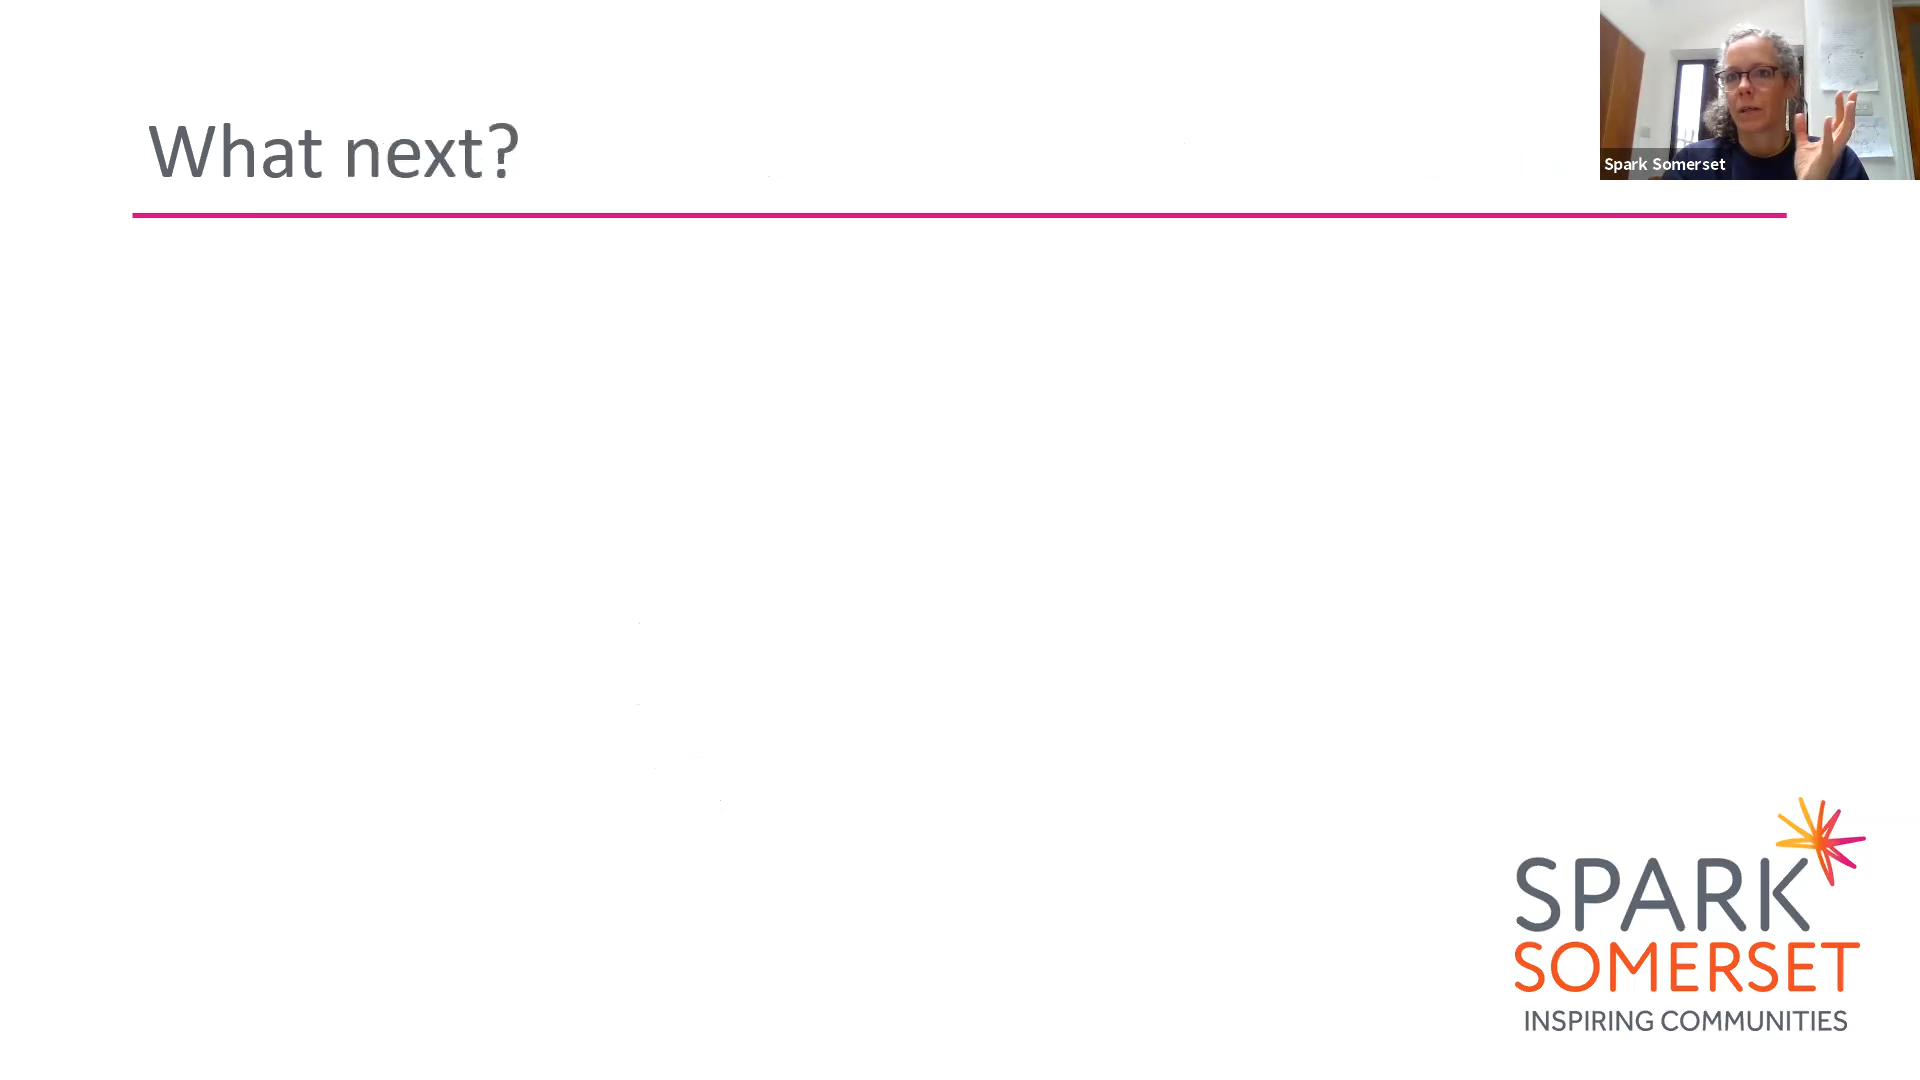 What next?
Spark Somerset
SPARK
SOMERSET
INSPIRING COMMUNITIES